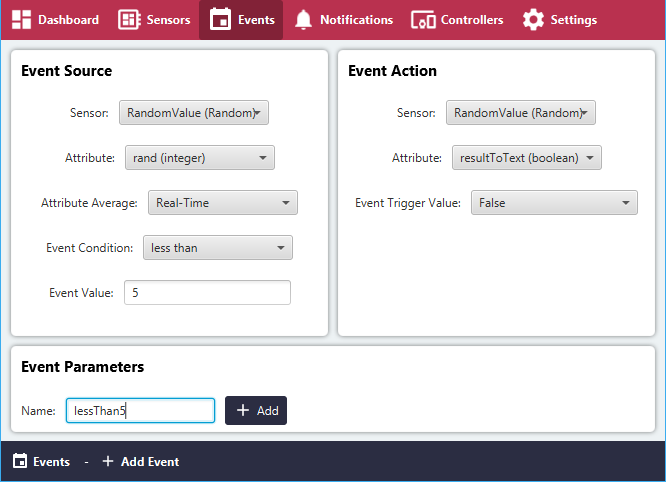 Dashboard Sensors Events Notifications Controllers Settings
Event Source
Sensor: RandomValue (Random)
Attribute: rand (integer)
Attribute Average: Real-Time
Event Condition: less than
Event Value: 5
Event Action
Sensor: RandomValue (Random)
Attribute: resultToText (boolean)
Event Trigger Value: False
Event Parameters
Name: lessThan5 + Add
Events - + Add Event